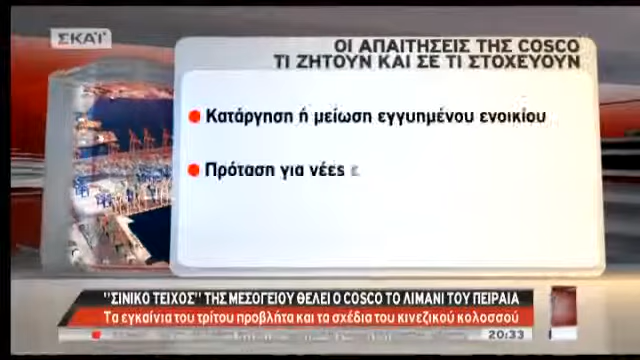 ΣΚΑΪ
ΟΙ ΑΠΑΙΤΗΣΕΙΣ ΤΗΣ COSCO
ΤΙ ΖΗΤΟΥΝ ΚΑΙ ΣΕ ΤΙ ΣΤΟΧΕΥΟΥΝ
Κατάργηση ή μείωση εγγυημένου ενοικίου
Πρόταση για νέες ε
"ΣΙΝΙΚΟ ΤΕΙΧΟΣ" ΤΗΣ ΜΕΣΟΓΕΙΟΥ ΘΕΛΕΙ Ο COSCO ΤΟ ΛΙΜΑΝΙ ΤΟΥ ΠΕΙΡΑΙΑ
Τα εγκαίνια του τρίτου προβλήτα και τα σχέδια του κινεζικού κολοσσού
20:33